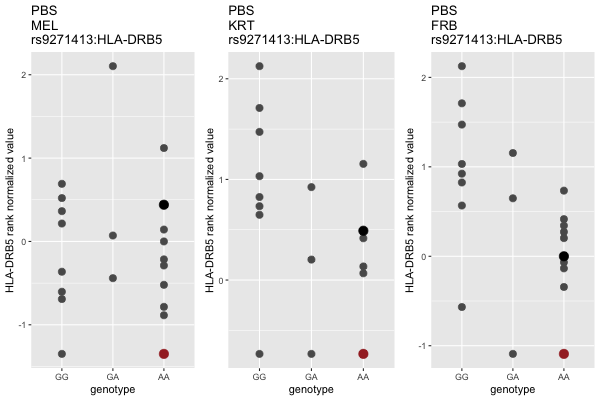 PBS
MEL
rs9271413:HLA-DRB5
HLA-DRB5 rank normalized value
2
1
0
-1
GG GA AA
genotype
PBS
KRT
rs9271413:HLA-DRB5
HLA-DRB5 rank normalized value
2
1
0
GG GA AA
genotype
PBS
FRB
rs9271413:HLA-DRB5
HLA-DRB5 rank normalized value
2
1
0
-1
GG GA AA
genotype